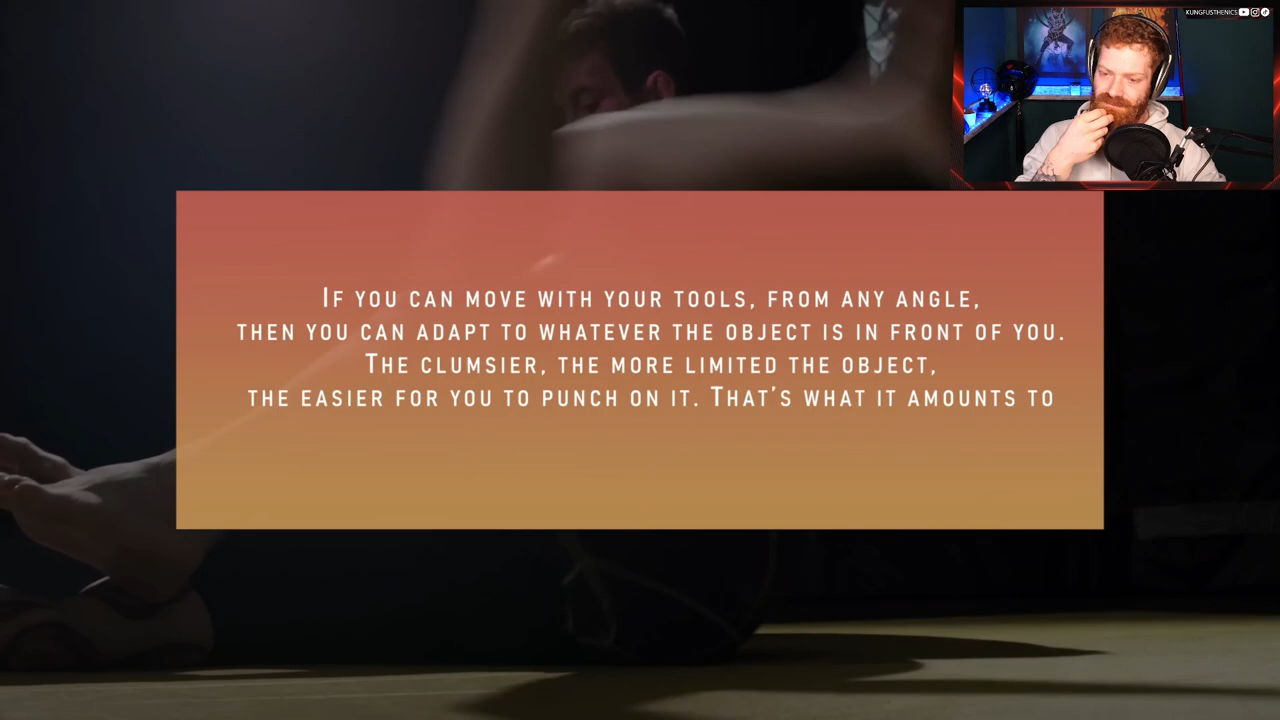 KUNGFUSTHENICS
If you can move with your tools, from any angle,
then you can adapt to whatever the object is in front of you.
The clumsier, the more limited the object,
the easier for you to punch on it. That's what it amounts to